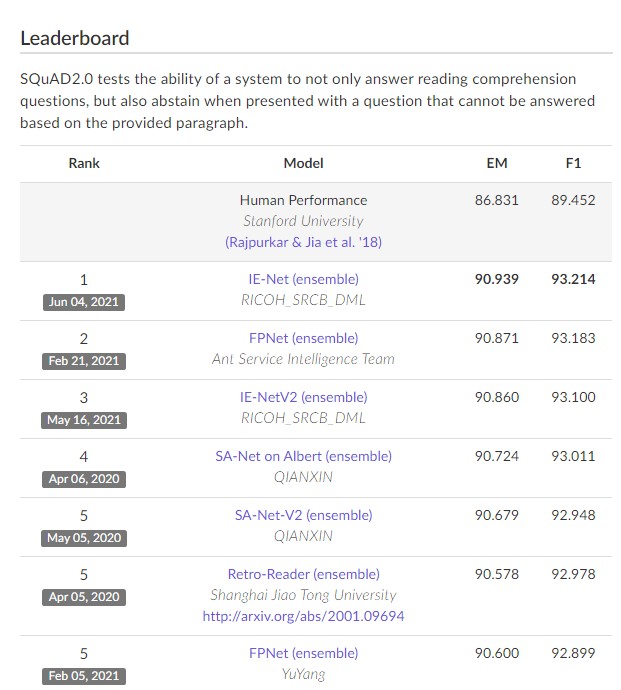 Leaderboard
SQuAD2.0 tests the ability of a system to not only answer reading comprehension
questions, but also abstain when presented with a question that cannot be answered
based on the provided paragraph.
Rank Model EM F1
Human Performance 86.831 89.452
Stanford University
(Rajpurkar & Jia et al. '18)
1 IE-Net (ensemble) 90.939 93.214
Jun 04, 2021 RICOH_SRCB_DML
2 FPNet (ensemble) 90.871 93.183
Feb 21, 2021 Ant Service Intelligence Team
3 IE-NetV2 (ensemble) 90.860 93.100
May 16, 2021 RICOH_SRCB_DML
4 SA-Net on Albert (ensemble) 90.724 93.011
Apr 06, 2020 QIANXIN
5 SA-Net-V2 (ensemble) 90.679 92.948
May 05, 2020 QIANXIN
5 Retro-Reader (ensemble) 90.578 92.978
Apr 05, 2020 Shanghai Jiao Tong University
http://arxiv.org/abs/2001.09694
5 FPNet (ensemble) 90.600 92.899
Feb 05, 2021 YuYang